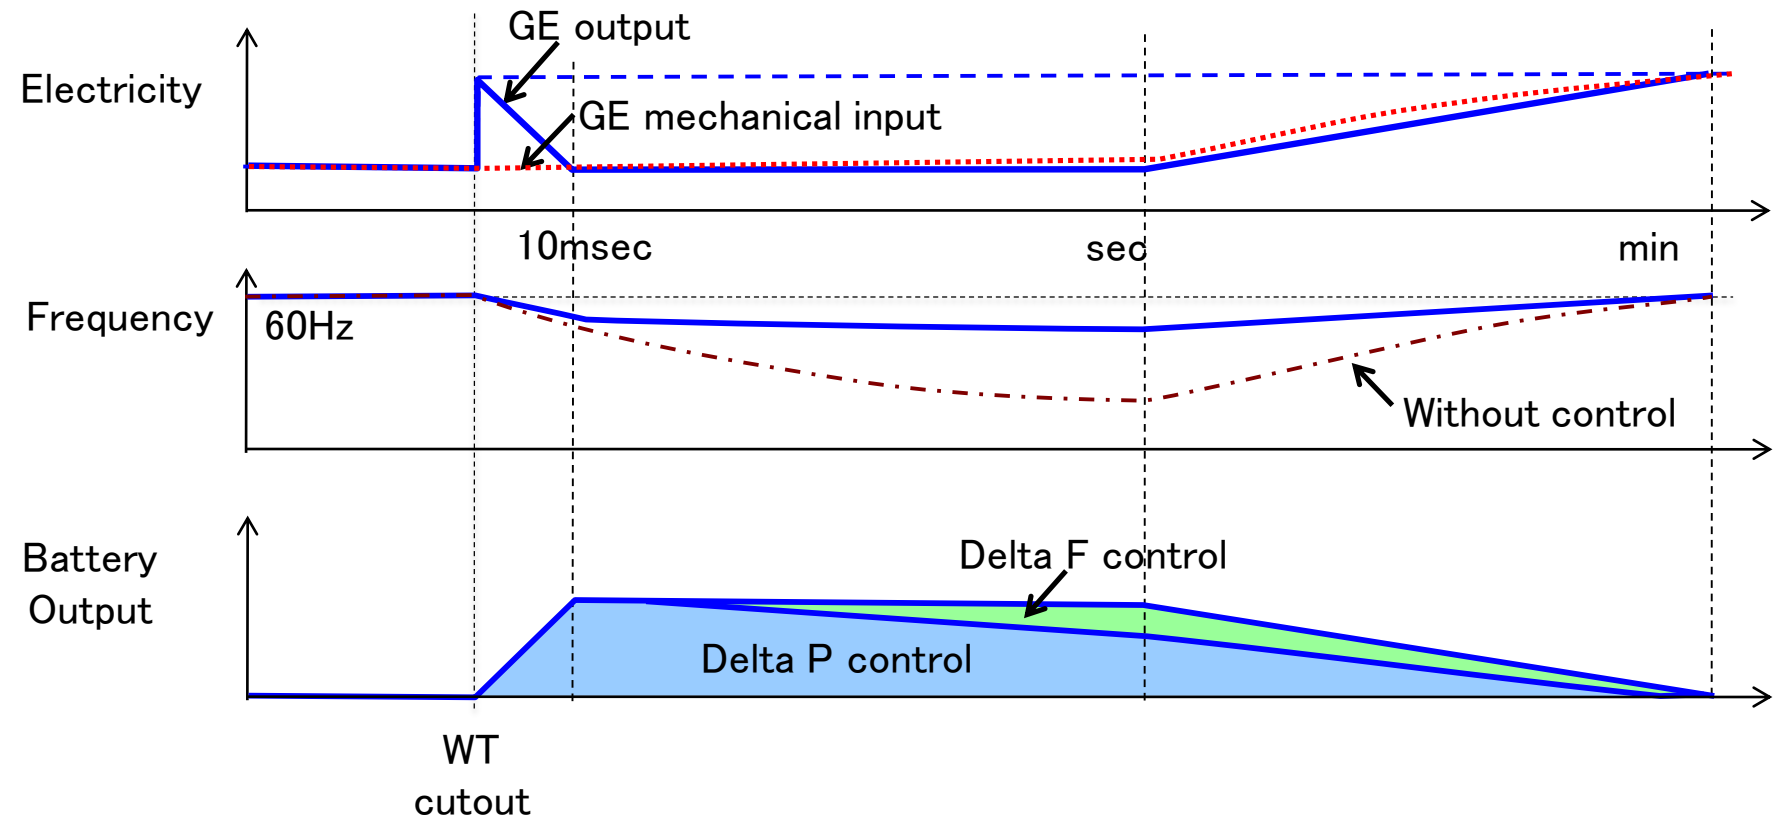 GE output
Electricity
GE mechanical input
10msec
sec
min
Frequency
60Hz
Without control
Battery
Output
Delta F control
Delta P control
WT
cutout